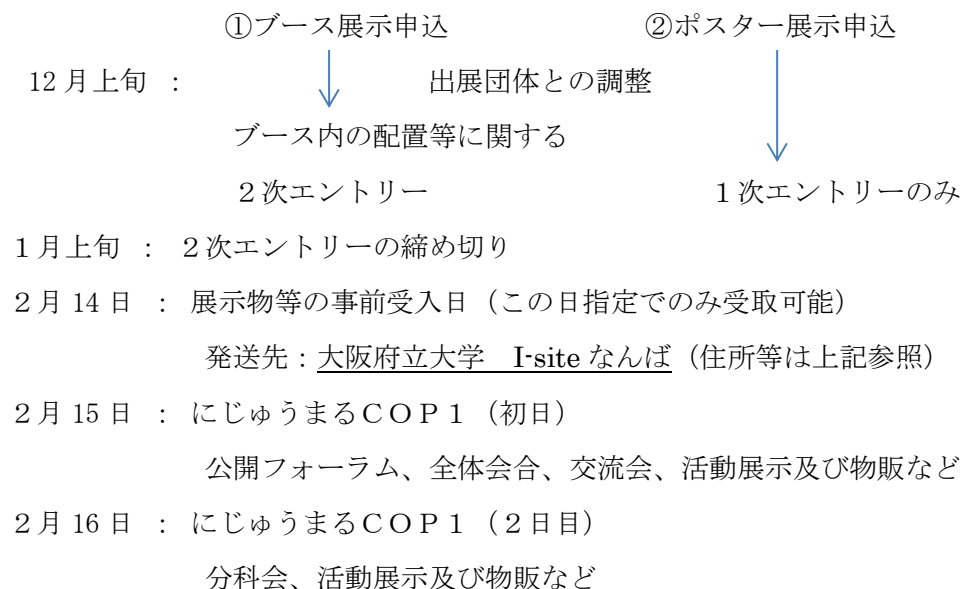 ①ブース展示申込 ②ポスター展示申込
12月上旬 : 出展団体との調整
ブース内の配置等に関する
２次エントリー １次エントリーのみ
１月上旬 : ２次エントリーの締め切り
２月14日 : 展示物等の事前受入日（この日指定でのみ受取可能）
発送先：大阪府立大学　I-site なんば（住所等は上記参照）
２月15日 : にじゅうまるＣＯＰ１（初日）
公開フォーラム、全体会合、交流会、活動展示及び物販など
２月16日 : にじゅうまるＣＯＰ１（２日目）
分科会、活動展示及び物販など